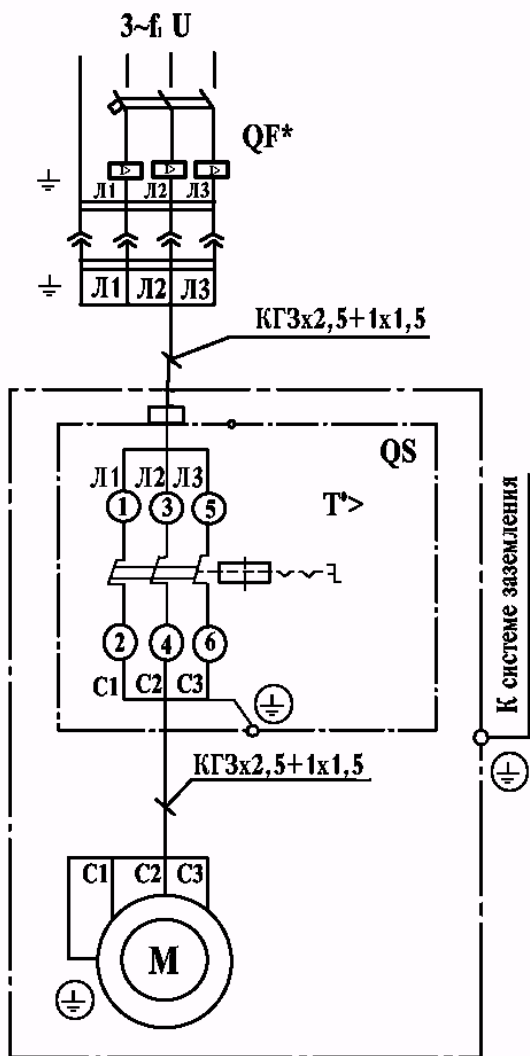 3~f₁ U
QF*
Л1 Л2 Л3
Л1 Л2 Л3
КГ3х2,5+1х1,5
QS
Л1 Л2 Л3
T°>
1 3 5
К системе заземления
2 4 6
С1 С2 С3
КГ3х2,5+1х1,5
С1 С2 С3
М